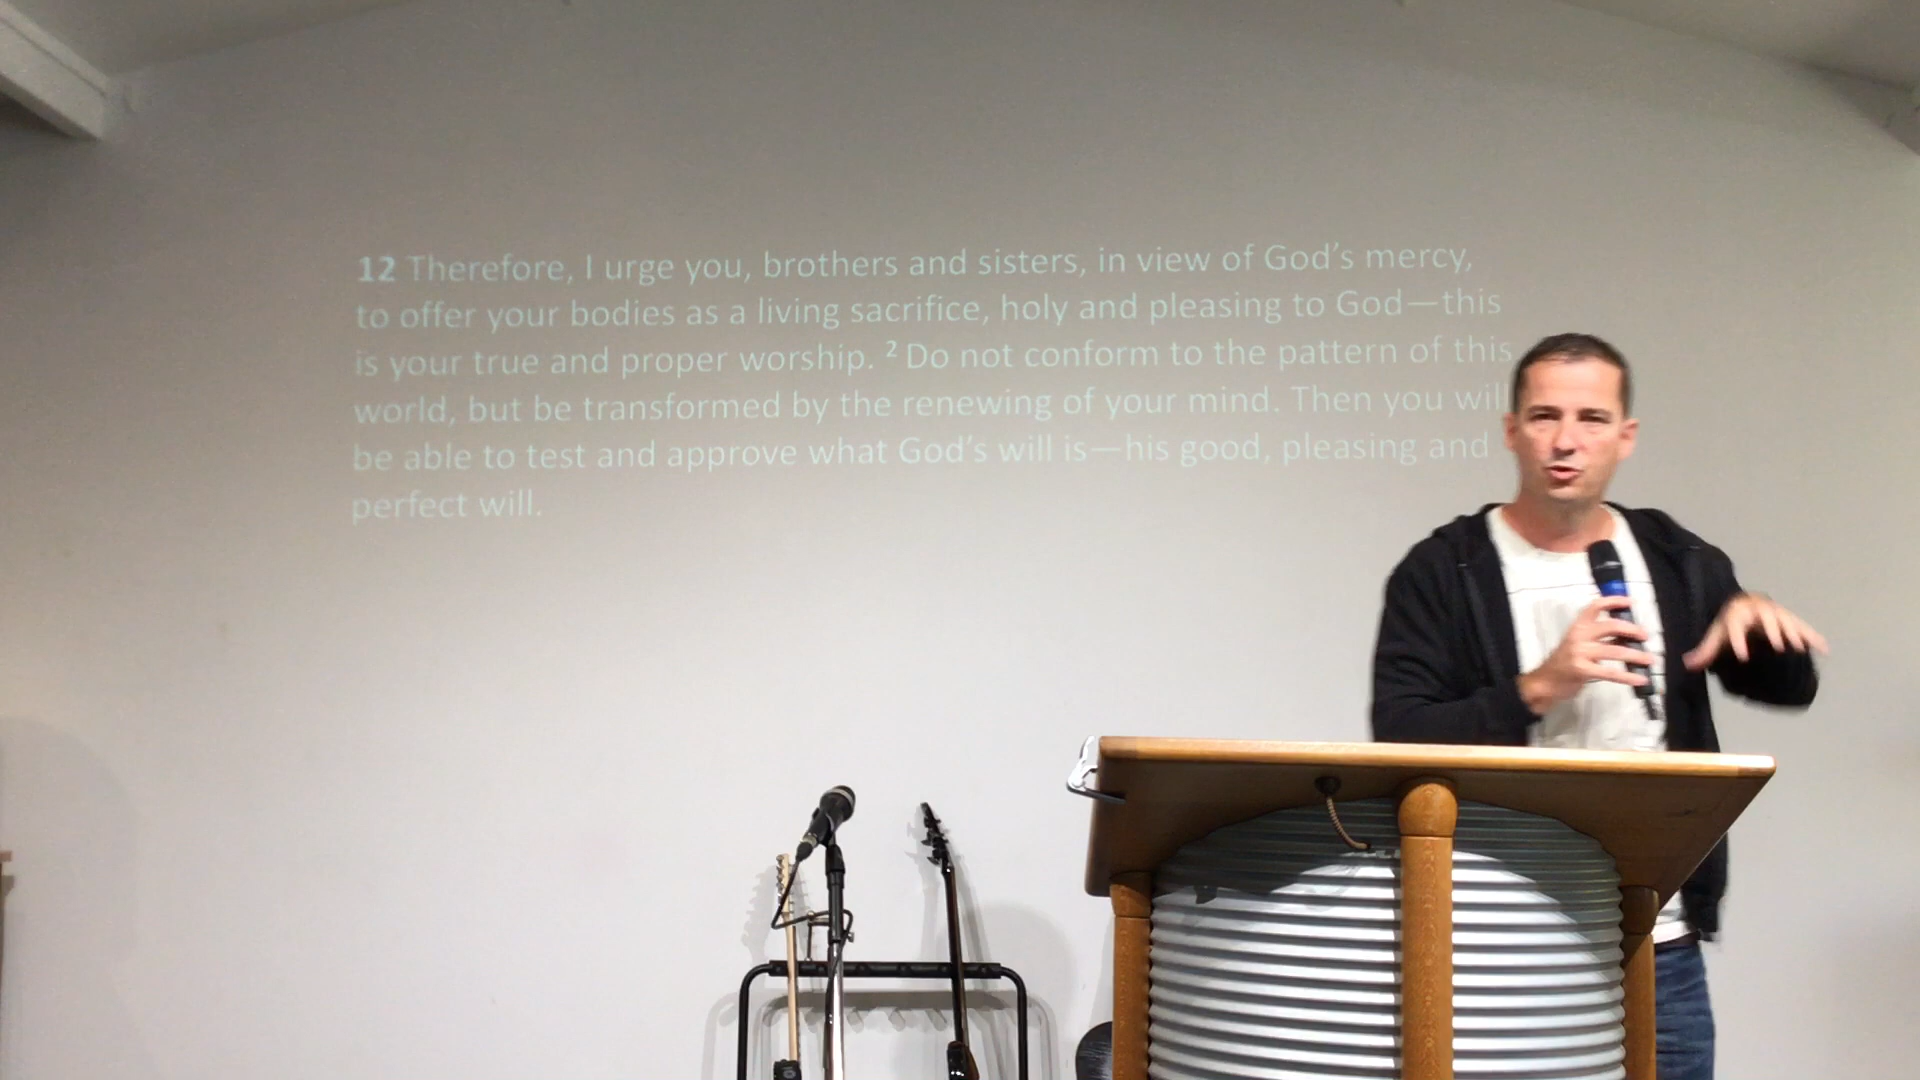 12 Therefore, I urge you, brothers and sisters, in view of God’s mercy,
to offer your bodies as a living sacrifice, holy and pleasing to God—this
is your true and proper worship. ² Do not conform to the pattern of this
world, but be transformed by the renewing of your mind. Then you will
be able to test and approve what God’s will is—his good, pleasing and
perfect will.